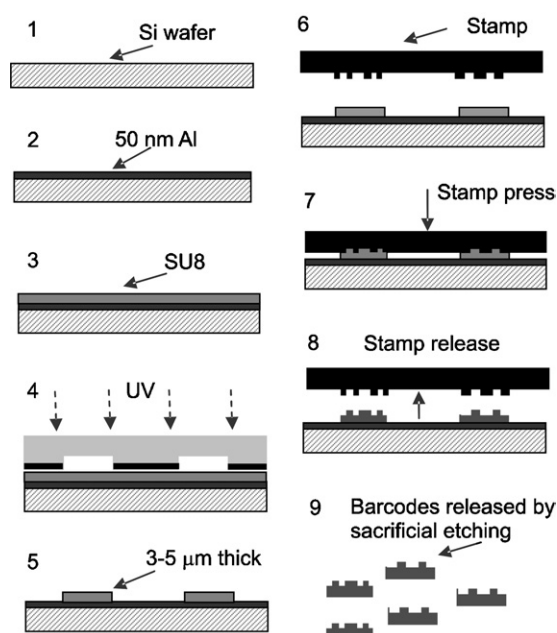 1
Si wafer
2
50 nm Al
3
SU8
4
UV
5
3-5 μm thick
6
Stamp
7
Stamp press
8
Stamp release
9
Barcodes released by
sacrificial etching